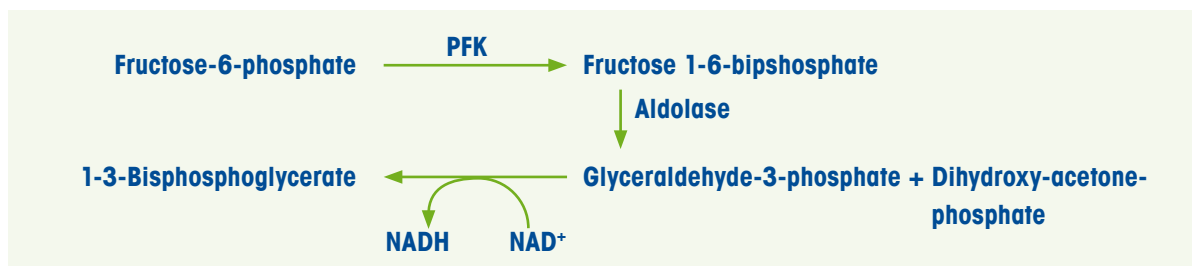 PFK
Fructose-6-phosphate Fructose 1-6-bipshosphate
Aldolase
1-3-Bisphosphoglycerate Glyceraldehyde-3-phosphate + Dihydroxy-acetone-
phosphate
NADH NAD⁺